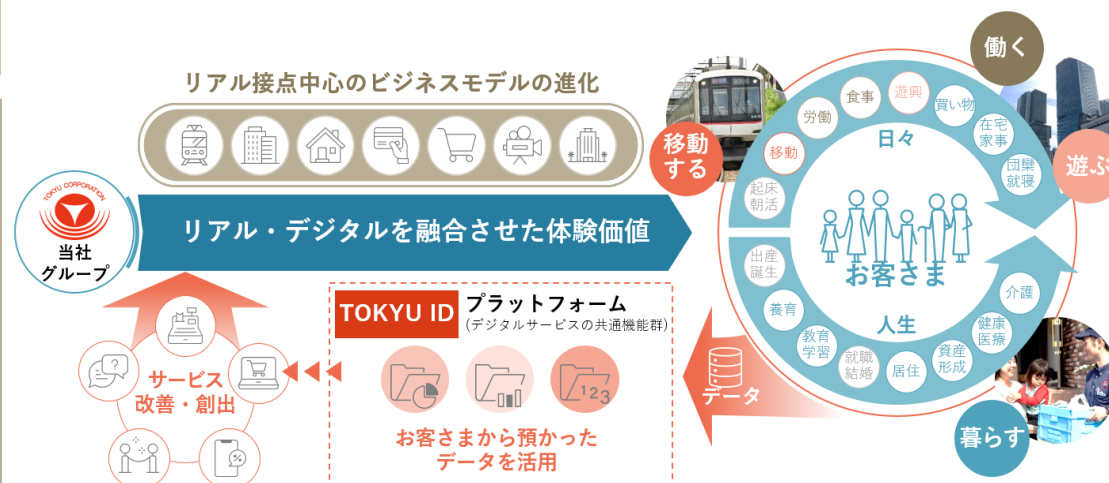 リアル接点中心のビジネスモデルの進化
TOKYU CORPORATION
当社
グループ
リアル・デジタルを融合させた体験価値
サービス
改善・創出
TOKYU ID
プラットフォーム
(デジタルサービスの共通機能群)
123
お客さまから預かった
データを活用
データ
移動
する
働く
遊ぶ
暮らす
日々
起床
朝活
移動
労働
食事
遊興
買い物
在宅
家事
団欒
就寝
お客さま
人生
出産
誕生
養育
教育
学習
就職
結婚
居住
資産
形成
健康
医療
介護